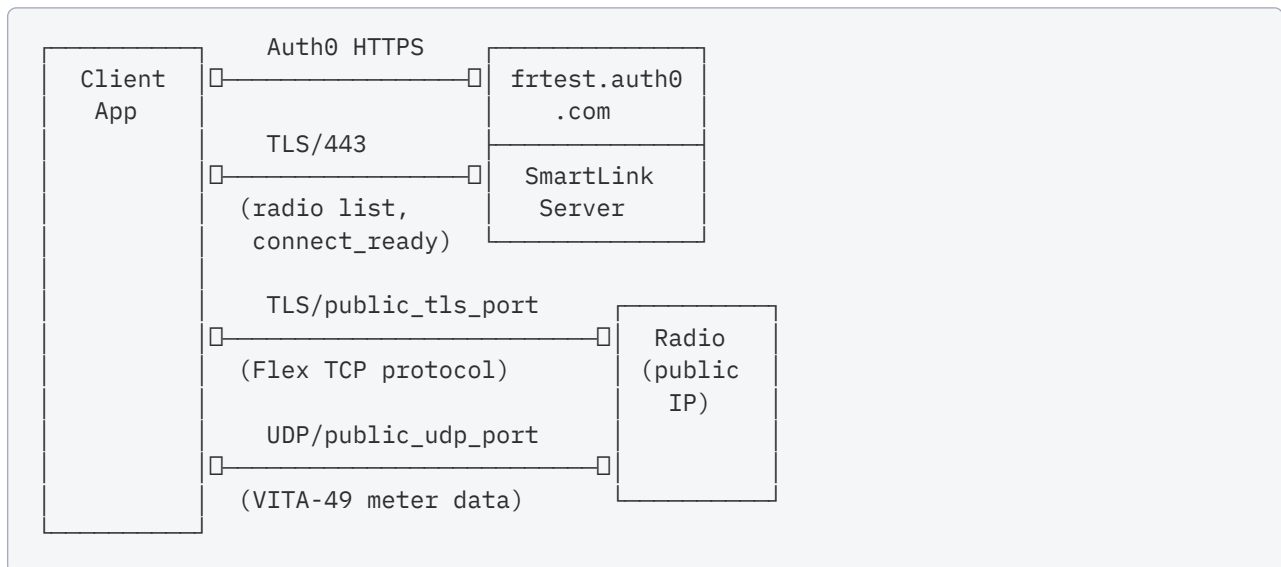 Auth0 HTTPS
Client frtest.auth0
App .com
TLS/443
SmartLink
(radio list, Server
connect_ready)
TLS/public_tls_port
Radio
(Flex TCP protocol) (public
IP)
UDP/public_udp_port
(VITA-49 meter data)